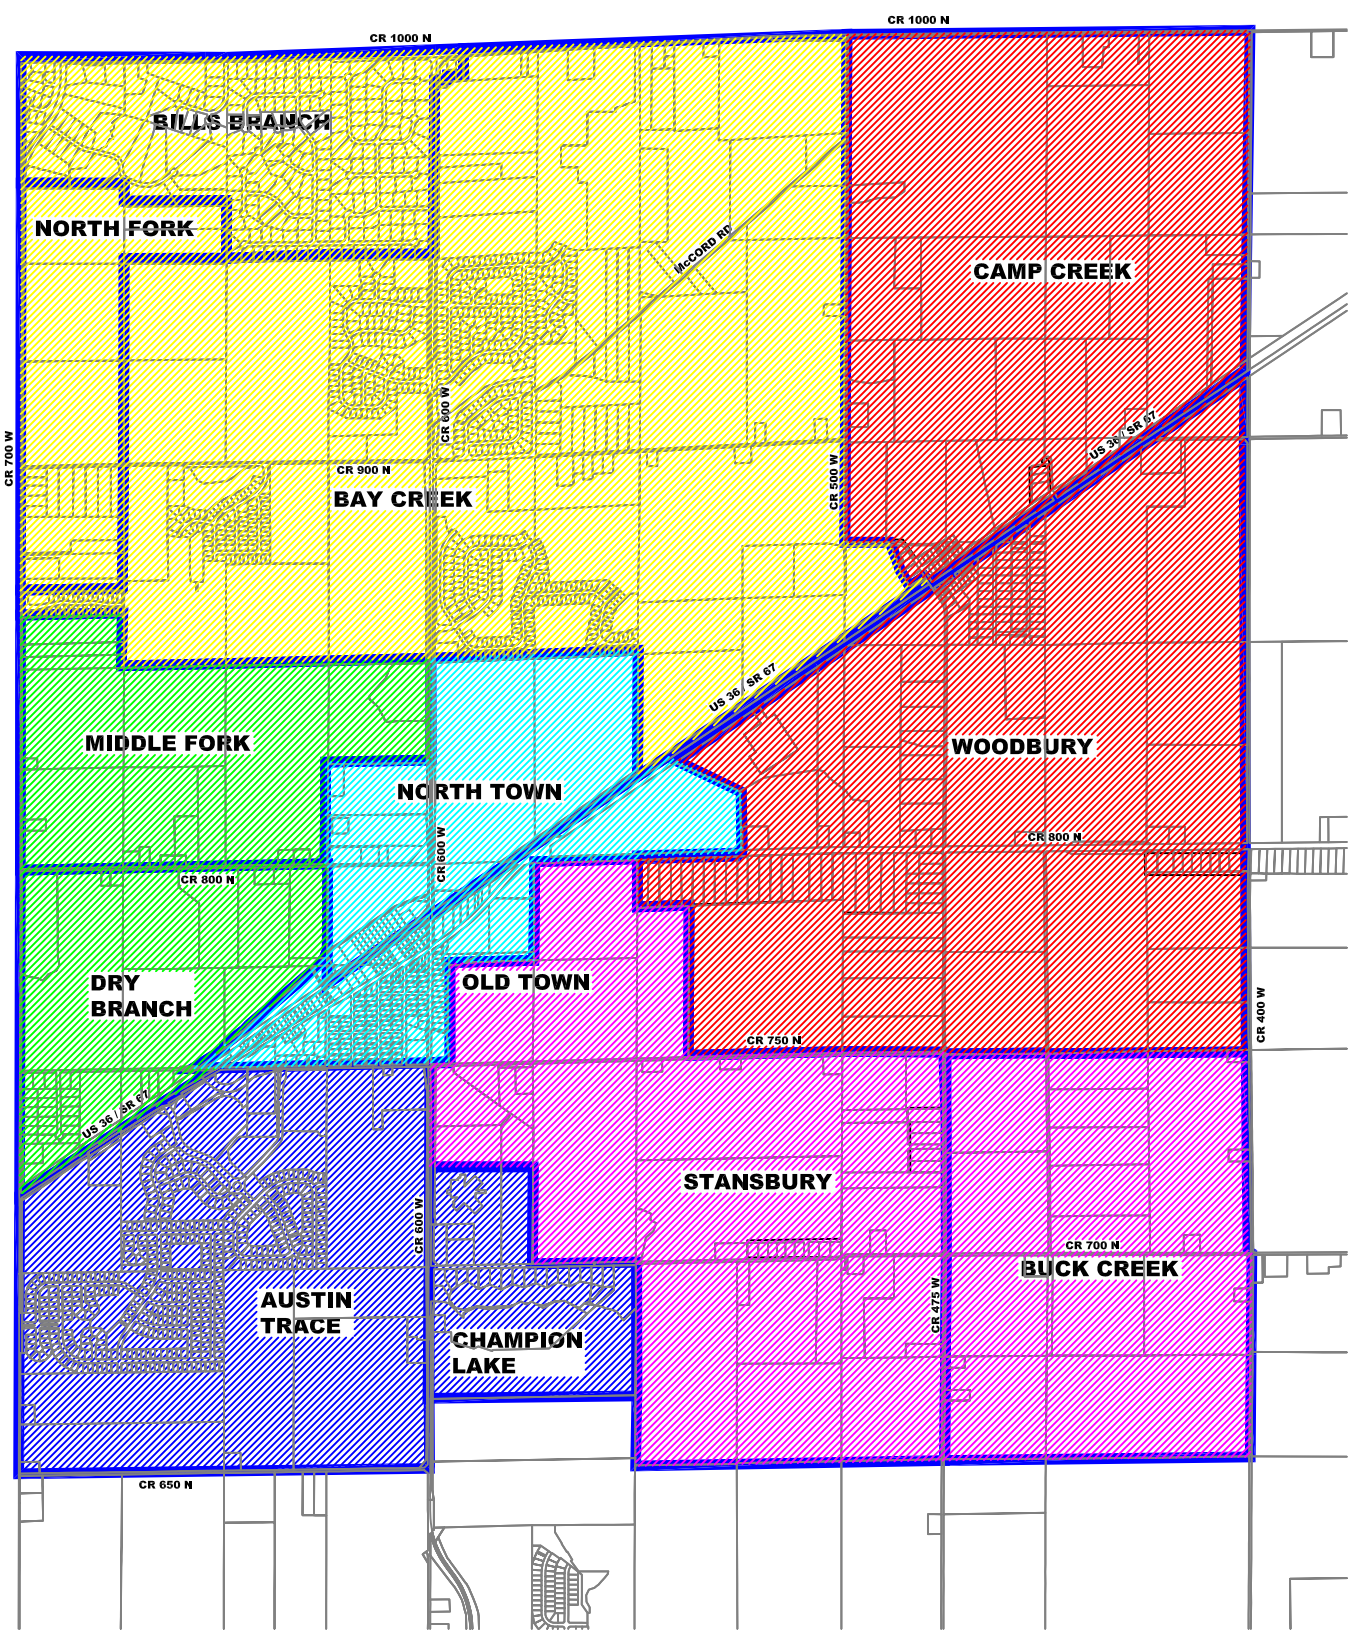 CR 1000 N
CR 1000 N
BILLS BRANCH
NORTH FORK
McCORD RD
CAMP CREEK
CR 700 W
CR 600 W
US 36 / SR 67
CR 900 N
CR 500 W
BAY CREEK
US 36 / SR 67
MIDDLE FORK
WOODBURY
NORTH TOWN
CR 600 W
CR 800 N
CR 800 N
DRY
BRANCH
OLD TOWN
CR 400 W
CR 750 N
US 36 / SR 67
STANSBURY
CR 600 W
CR 700 N
BUCK CREEK
AUSTIN
TRACE
CR 475 W
CHAMPION
LAKE
CR 650 N